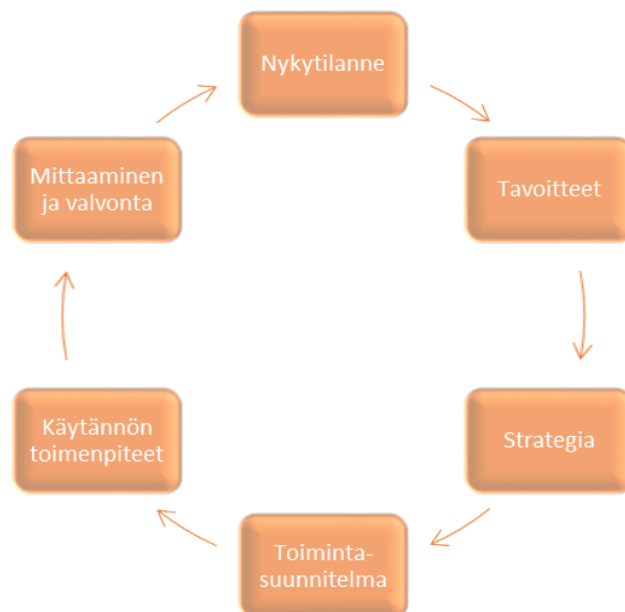 Nykytilanne
Tavoitteet
Strategia
Toiminta-
suunnitelma
Käytännön
toimenpiteet
Mittaaminen
ja valvonta